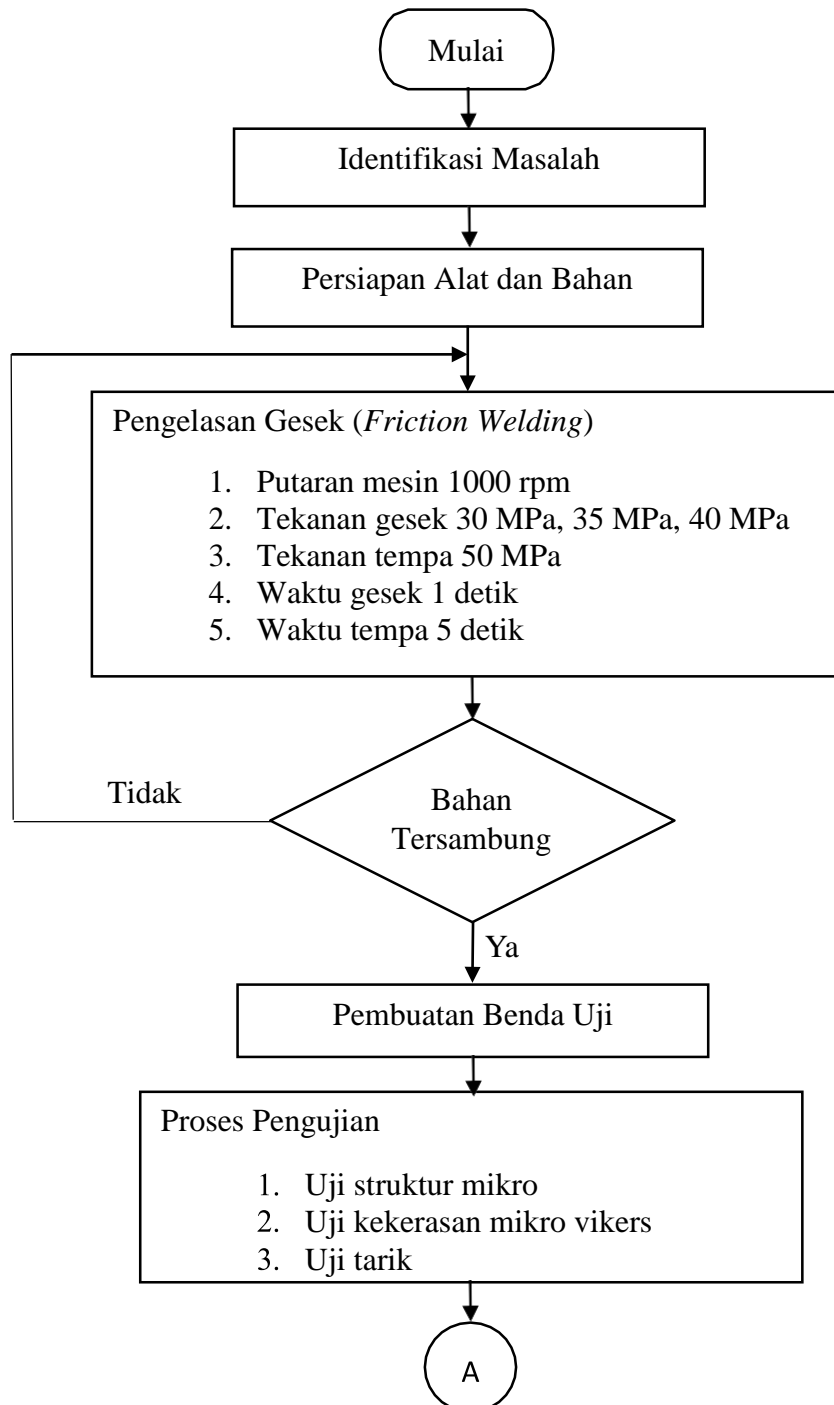 Mulai
Identifikasi Masalah
Persiapan Alat dan Bahan
Pengelasan Gesek (Friction Welding)
1. Putaran mesin 1000 rpm
2. Tekanan gesek 30 MPa, 35 MPa, 40 MPa
3. Tekanan tempa 50 MPa
4. Waktu gesek 1 detik
5. Waktu tempa 5 detik
Tidak
Bahan
Tersambung
Ya
Pembuatan Benda Uji
Proses Pengujian
1. Uji struktur mikro
2. Uji kekerasan mikro vikers
3. Uji tarik
A